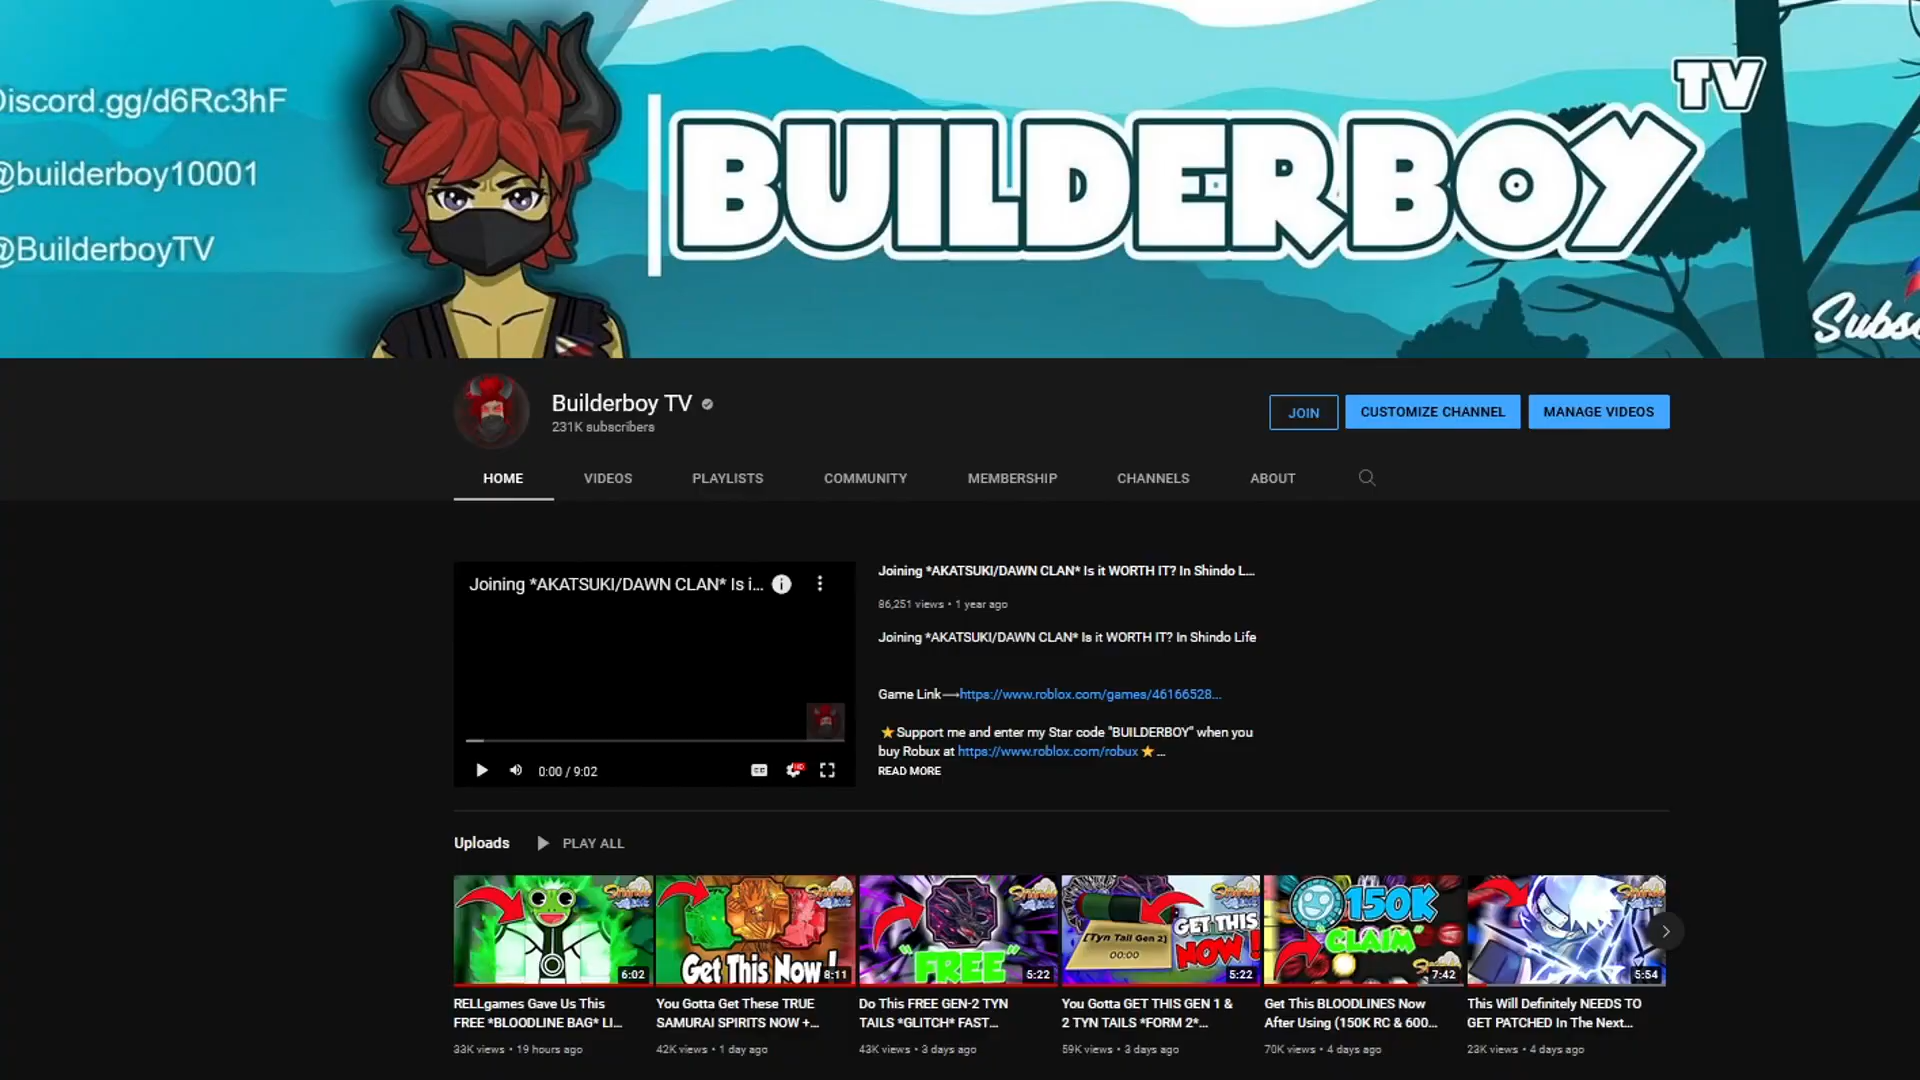 Discord.gg/d6Rc3hF
@builderboy10001
@BuilderboyTV
BUILDERBOY
TV
Subsc
Builderboy TV
231K subscribers
JOIN
CUSTOMIZE CHANNEL
MANAGE VIDEOS
HOME
VIDEOS
PLAYLISTS
COMMUNITY
MEMBERSHIP
CHANNELS
ABOUT
Joining *AKATSUKI/DAWN CLAN* Is i...
0:00 / 9:02
CC
HD
Joining *AKATSUKI/DAWN CLAN* Is it WORTH IT? In Shindo L...
86,251 views • 1 year ago
Joining *AKATSUKI/DAWN CLAN* Is it WORTH IT? In Shindo Life
Game Link⟶https://www.roblox.com/games/46166528...
⭐Support me and enter my Star code "BUILDERBOY" when you
buy Robux at https://www.roblox.com/robux ⭐...
READ MORE
Uploads
PLAY ALL
6:02
RELLgames Gave Us This
FREE *BLOODLINE BAG* LI...
33K views • 19 hours ago
Get This Now!
8:11
You Gotta Get These TRUE
SAMURAI SPIRITS NOW +...
42K views • 1 day ago
"FREE"
5:22
Do This FREE GEN-2 TYN
TAILS *GLITCH* FAST...
43K views • 3 days ago
[Tyn Tail Gen 2]
00:00
GET THIS
NOW!
5:22
You Gotta GET THIS GEN 1 &
2 TYN TAILS *FORM 2*...
59K views • 3 days ago
150K
"CLAIM"
7:42
Get This BLOODLINES Now
After Using (150K RC & 600...
70K views • 4 days ago
5:54
This Will Definitely NEEDS TO
GET PATCHED In The Next...
23K views • 4 days ago